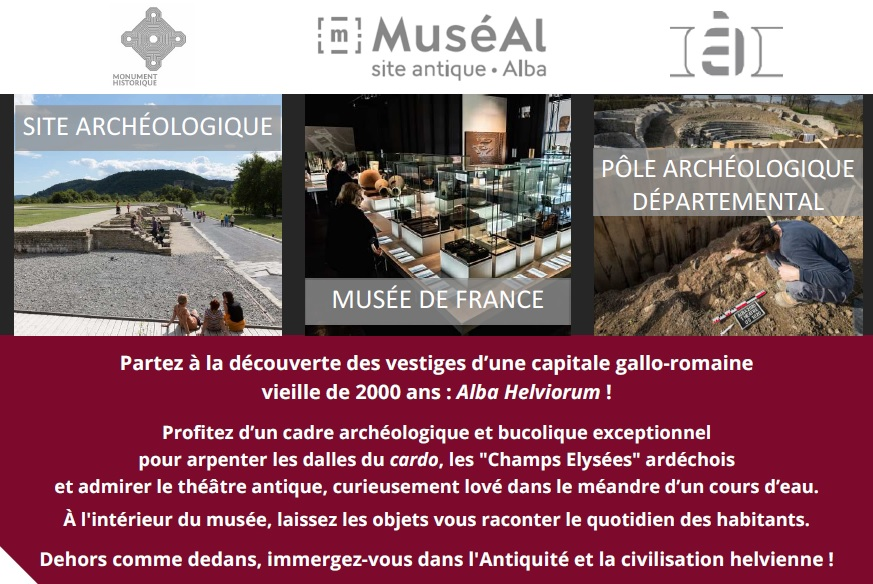 MONUMENT
HISTORIQUE
[m] MuséAl
site antique • Alba
SITE ARCHÉOLOGIQUE
MUSÉE DE FRANCE
PÔLE ARCHÉOLOGIQUE
DÉPARTEMENTAL
Partez à la découverte des vestiges d’une capitale gallo-romaine
vieille de 2000 ans : Alba Helviorum !
Profitez d’un cadre archéologique et bucolique exceptionnel
pour arpenter les dalles du cardo, les "Champs Elysées" ardéchois
et admirer le théâtre antique, curieusement lové dans le méandre d’un cours d’eau.
À l'intérieur du musée, laissez les objets vous raconter le quotidien des habitants.
Dehors comme dedans, immergez-vous dans l'Antiquité et la civilisation helvienne !